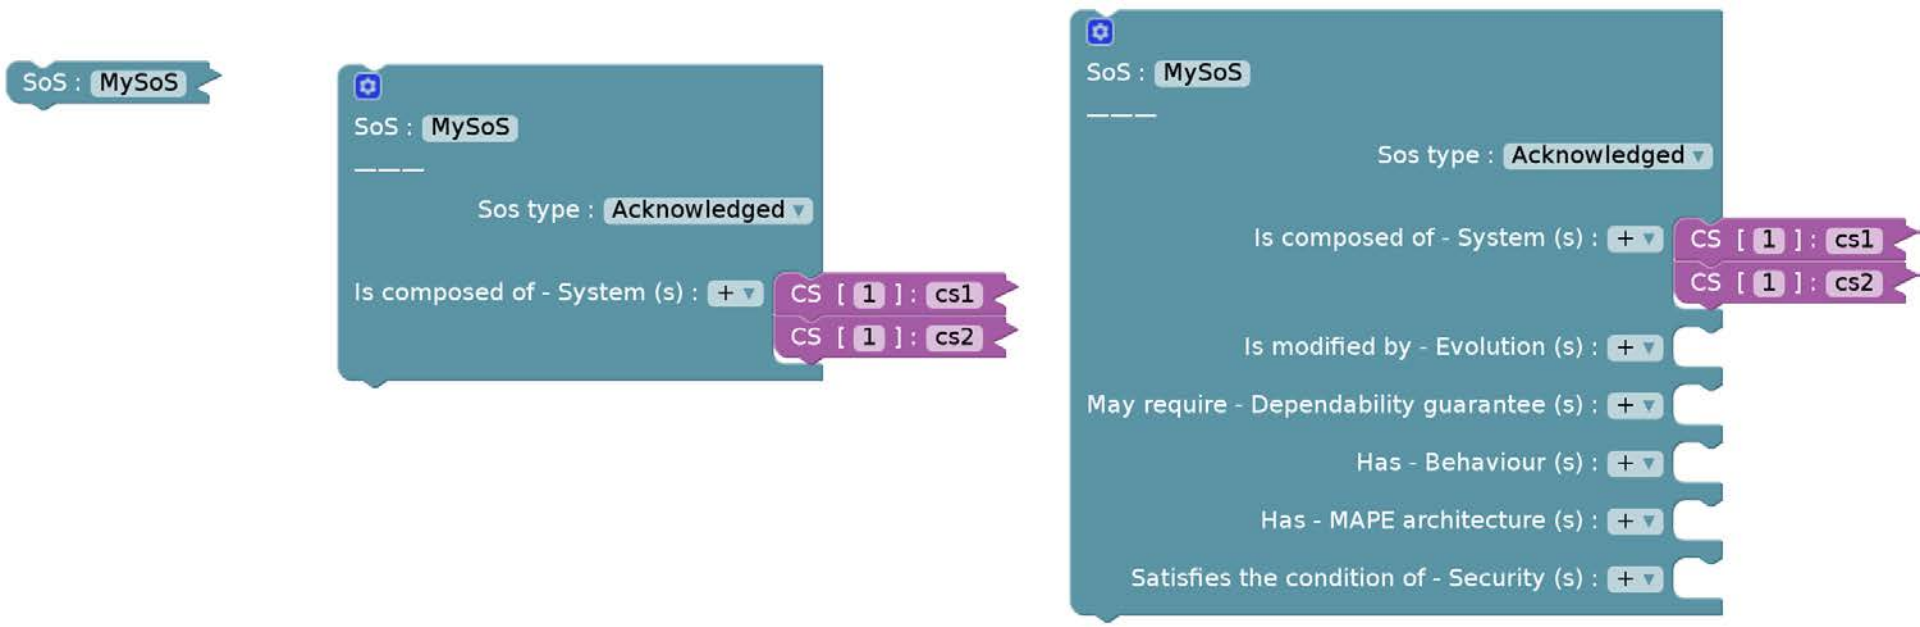 SoS : MySoS
SoS : MySoS
———
Sos type : Acknowledged ▼
Is composed of - System (s) : + ▼
CS [ 1 ] : cs1
CS [ 1 ] : cs2
SoS : MySoS
———
Sos type : Acknowledged ▼
Is composed of - System (s) : + ▼
CS [ 1 ] : cs1
CS [ 1 ] : cs2
Is modified by - Evolution (s) : + ▼
May require - Dependability guarantee (s) : + ▼
Has - Behaviour (s) : + ▼
Has - MAPE architecture (s) : + ▼
Satisfies the condition of - Security (s) : + ▼